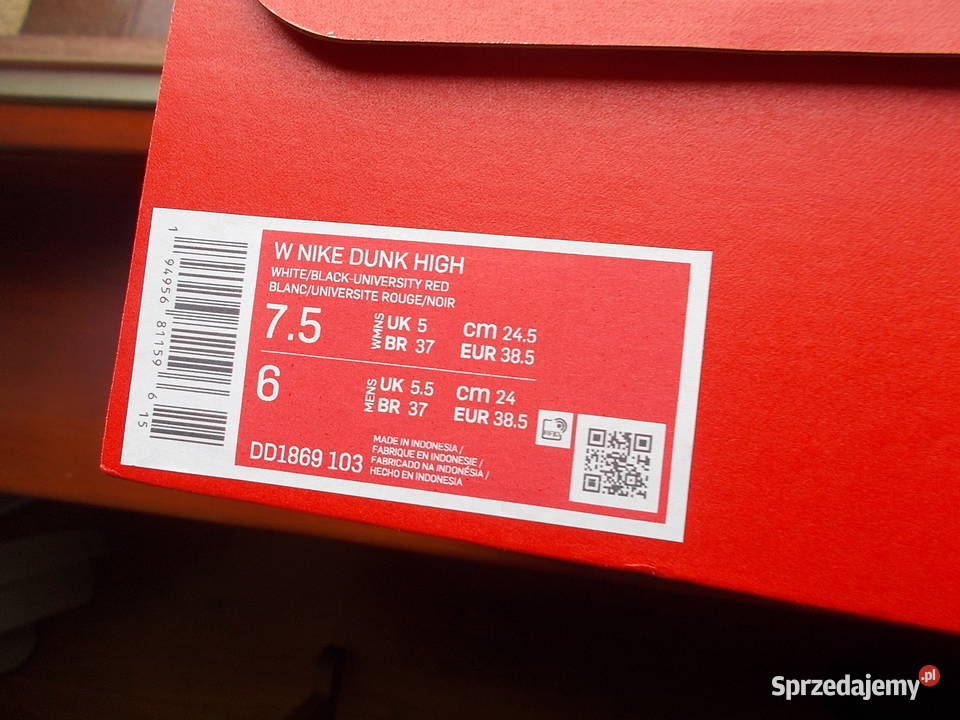 W NIKE DUNK HIGH
WHITE/BLACK-UNIVERSITY RED
BLANC/UNIVERSITE ROUGE/NOIR
7.5 WMNS UK 5 cm 24.5
BR 37 EUR 38.5
6 MENS UK 5.5 cm 24
BR 37 EUR 38.5
DD1869 103
MADE IN INDONESIA /
FABRIQUE EN INDONESIE /
FABRICADO NA INDONÉSIA /
HECHO EN INDONESIA
RFID
1 94956 81159 6 15
Sprzedajemy.pl